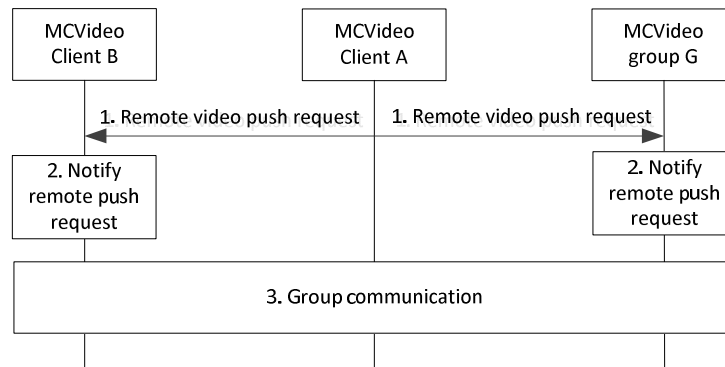 MCVideo
Client B
MCVideo
Client A
MCVideo
group G
1. Remote video push request
1. Remote video push request
2. Notify
remote push
request
2. Notify
remote push
request
3. Group communication